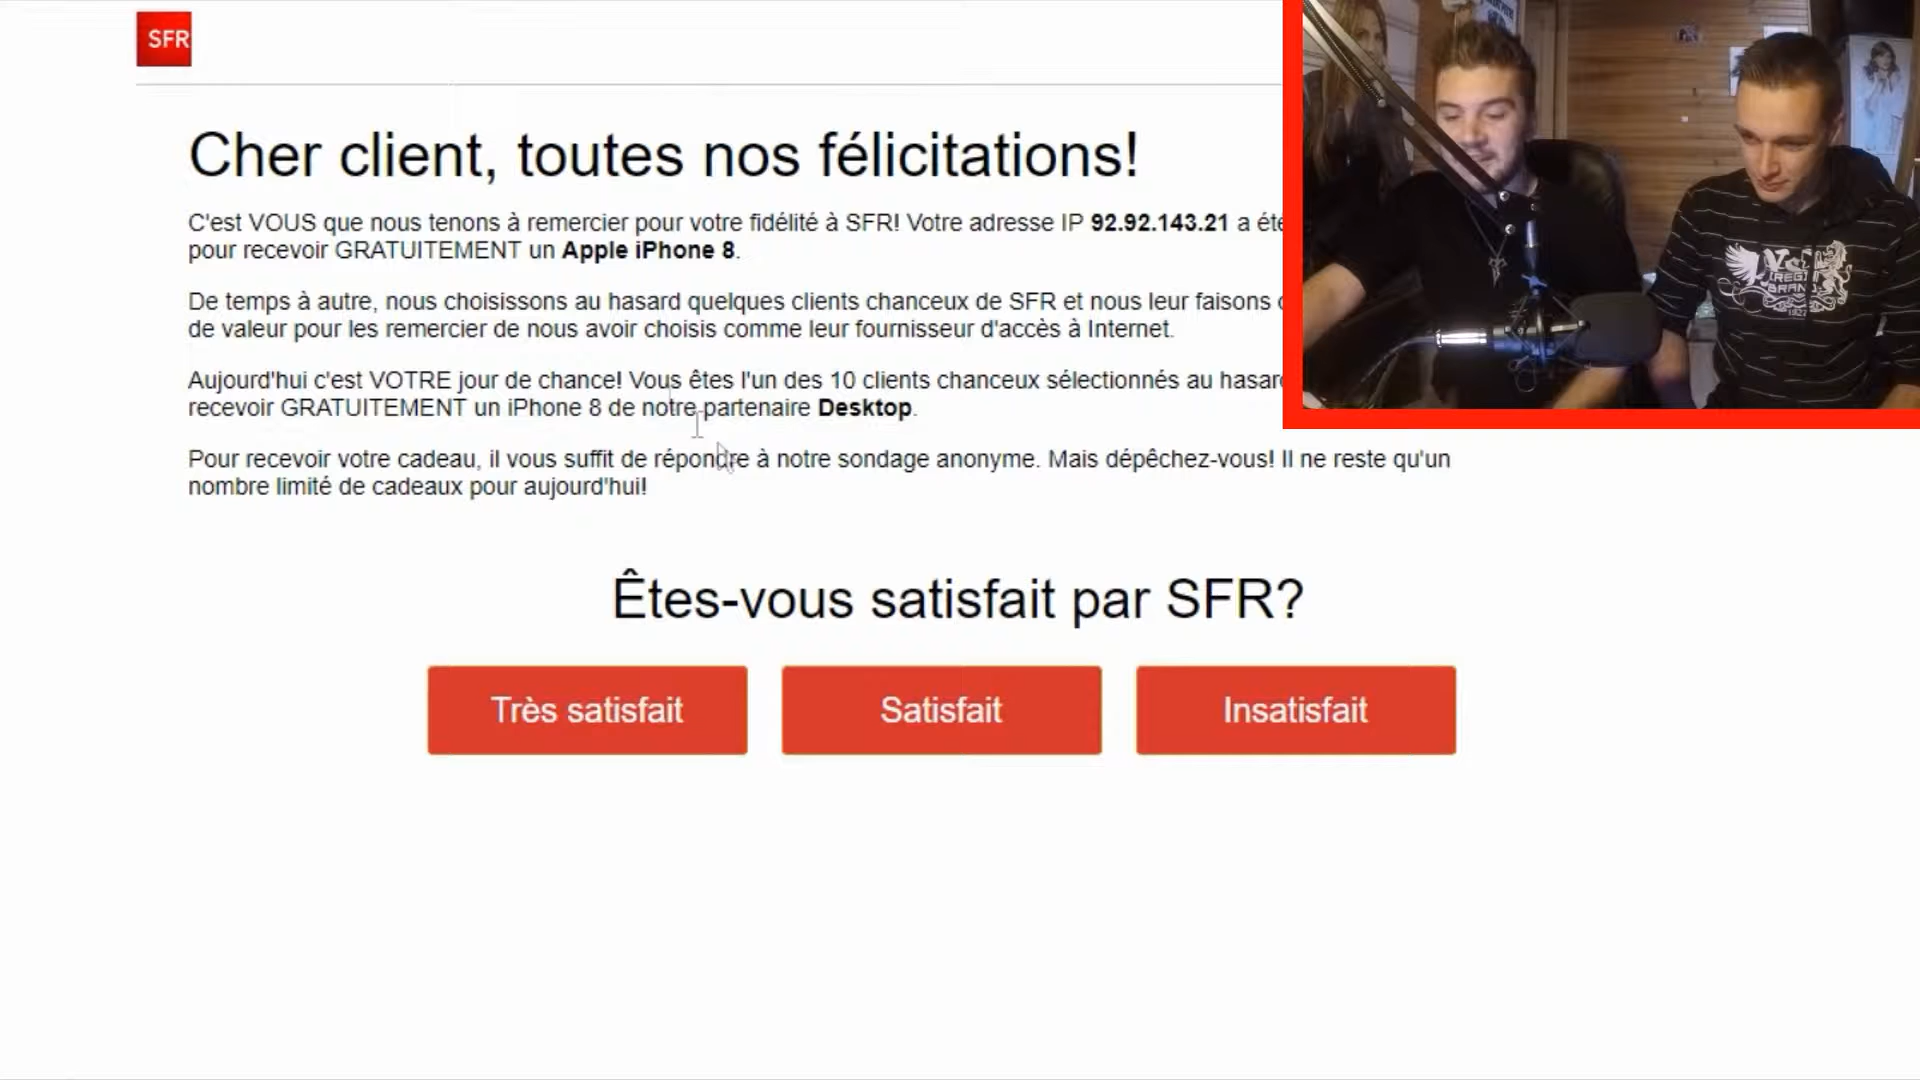 SFR
Cher client, toutes nos félicitations!
C'est VOUS que nous tenons à remercier pour votre fidélité à SFR! Votre adresse IP 92.92.143.21 a été
pour recevoir GRATUITEMENT un Apple iPhone 8.
De temps à autre, nous choisissons au hasard quelques clients chanceux de SFR et nous leur faisons
de valeur pour les remercier de nous avoir choisis comme leur fournisseur d'accès à Internet.
Aujourd'hui c'est VOTRE jour de chance! Vous êtes l'un des 10 clients chanceux sélectionnés au hasard
recevoir GRATUITEMENT un iPhone 8 de notre partenaire Desktop.
Pour recevoir votre cadeau, il vous suffit de répondre à notre sondage anonyme. Mais dépêchez-vous! Il ne reste qu'un
nombre limité de cadeaux pour aujourd'hui!
Êtes-vous satisfait par SFR?
Très satisfait
Satisfait
Insatisfait